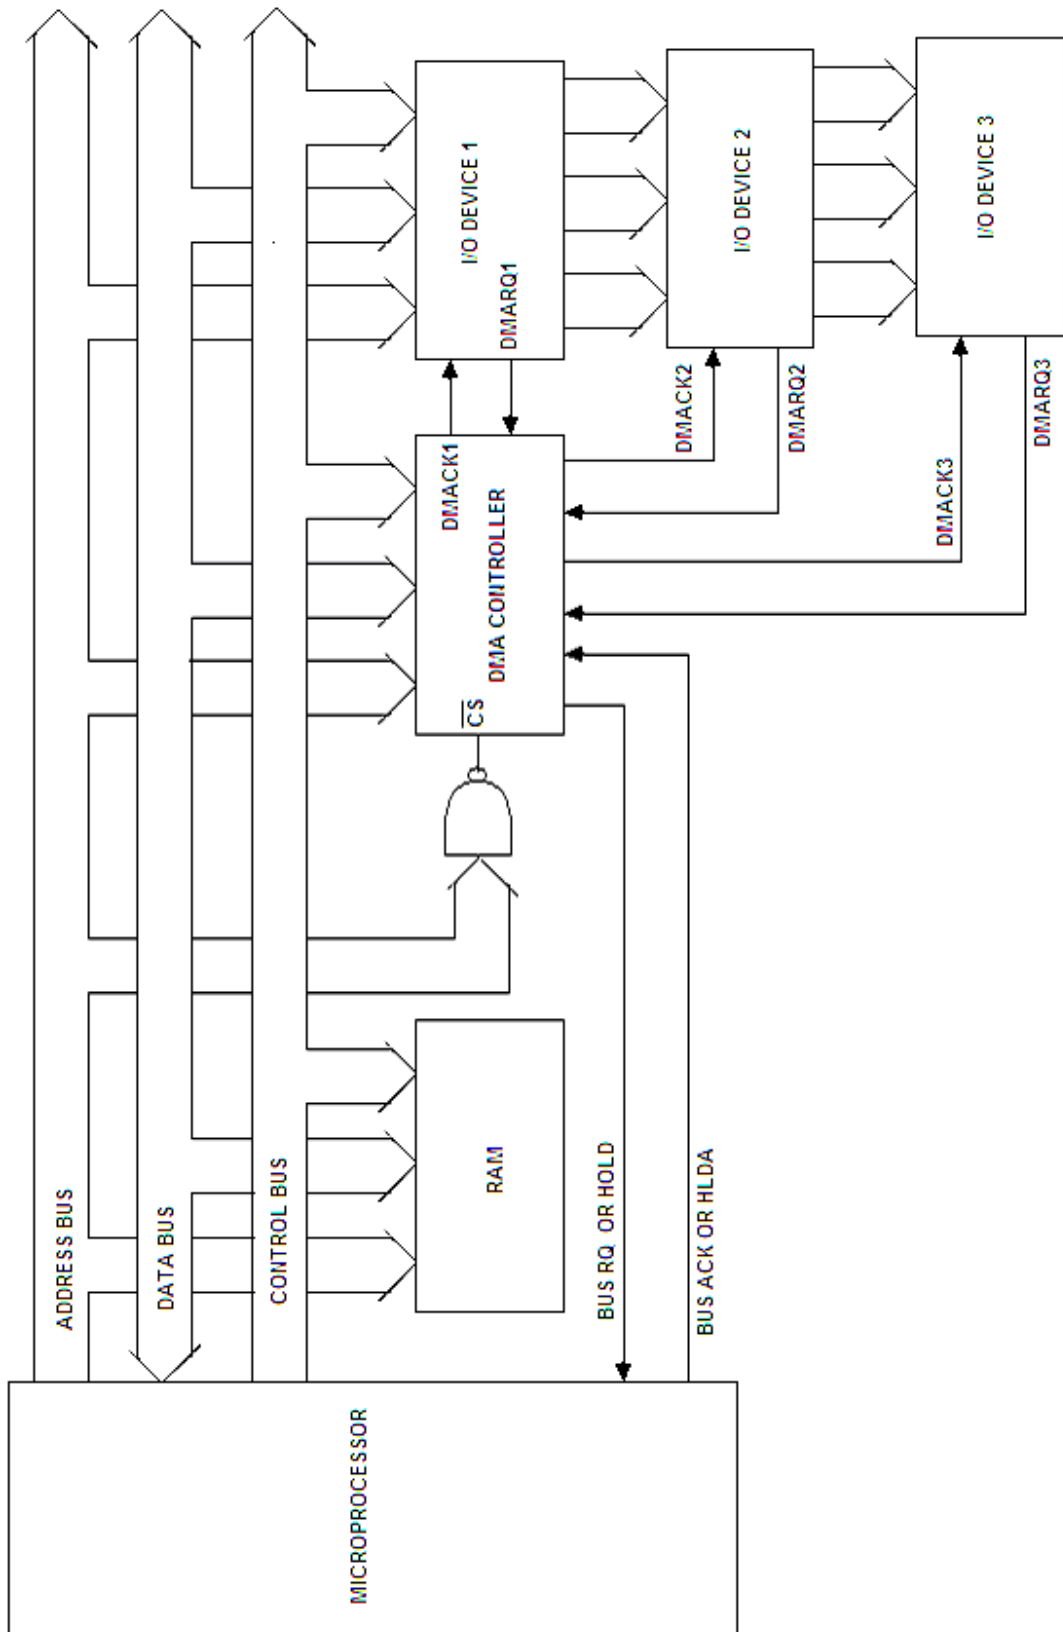 MICROPROCESSOR
ADDRESS BUS
DATA BUS
CONTROL BUS
RAM
BUS RQ OR HOLD
BUS ACK OR HLDA
CS
DMA CONTROLLER
DMACK1
DMARQ1
I/O DEVICE 1
DMACK2
DMARQ2
I/O DEVICE 2
DMACK3
DMARQ3
I/O DEVICE 3